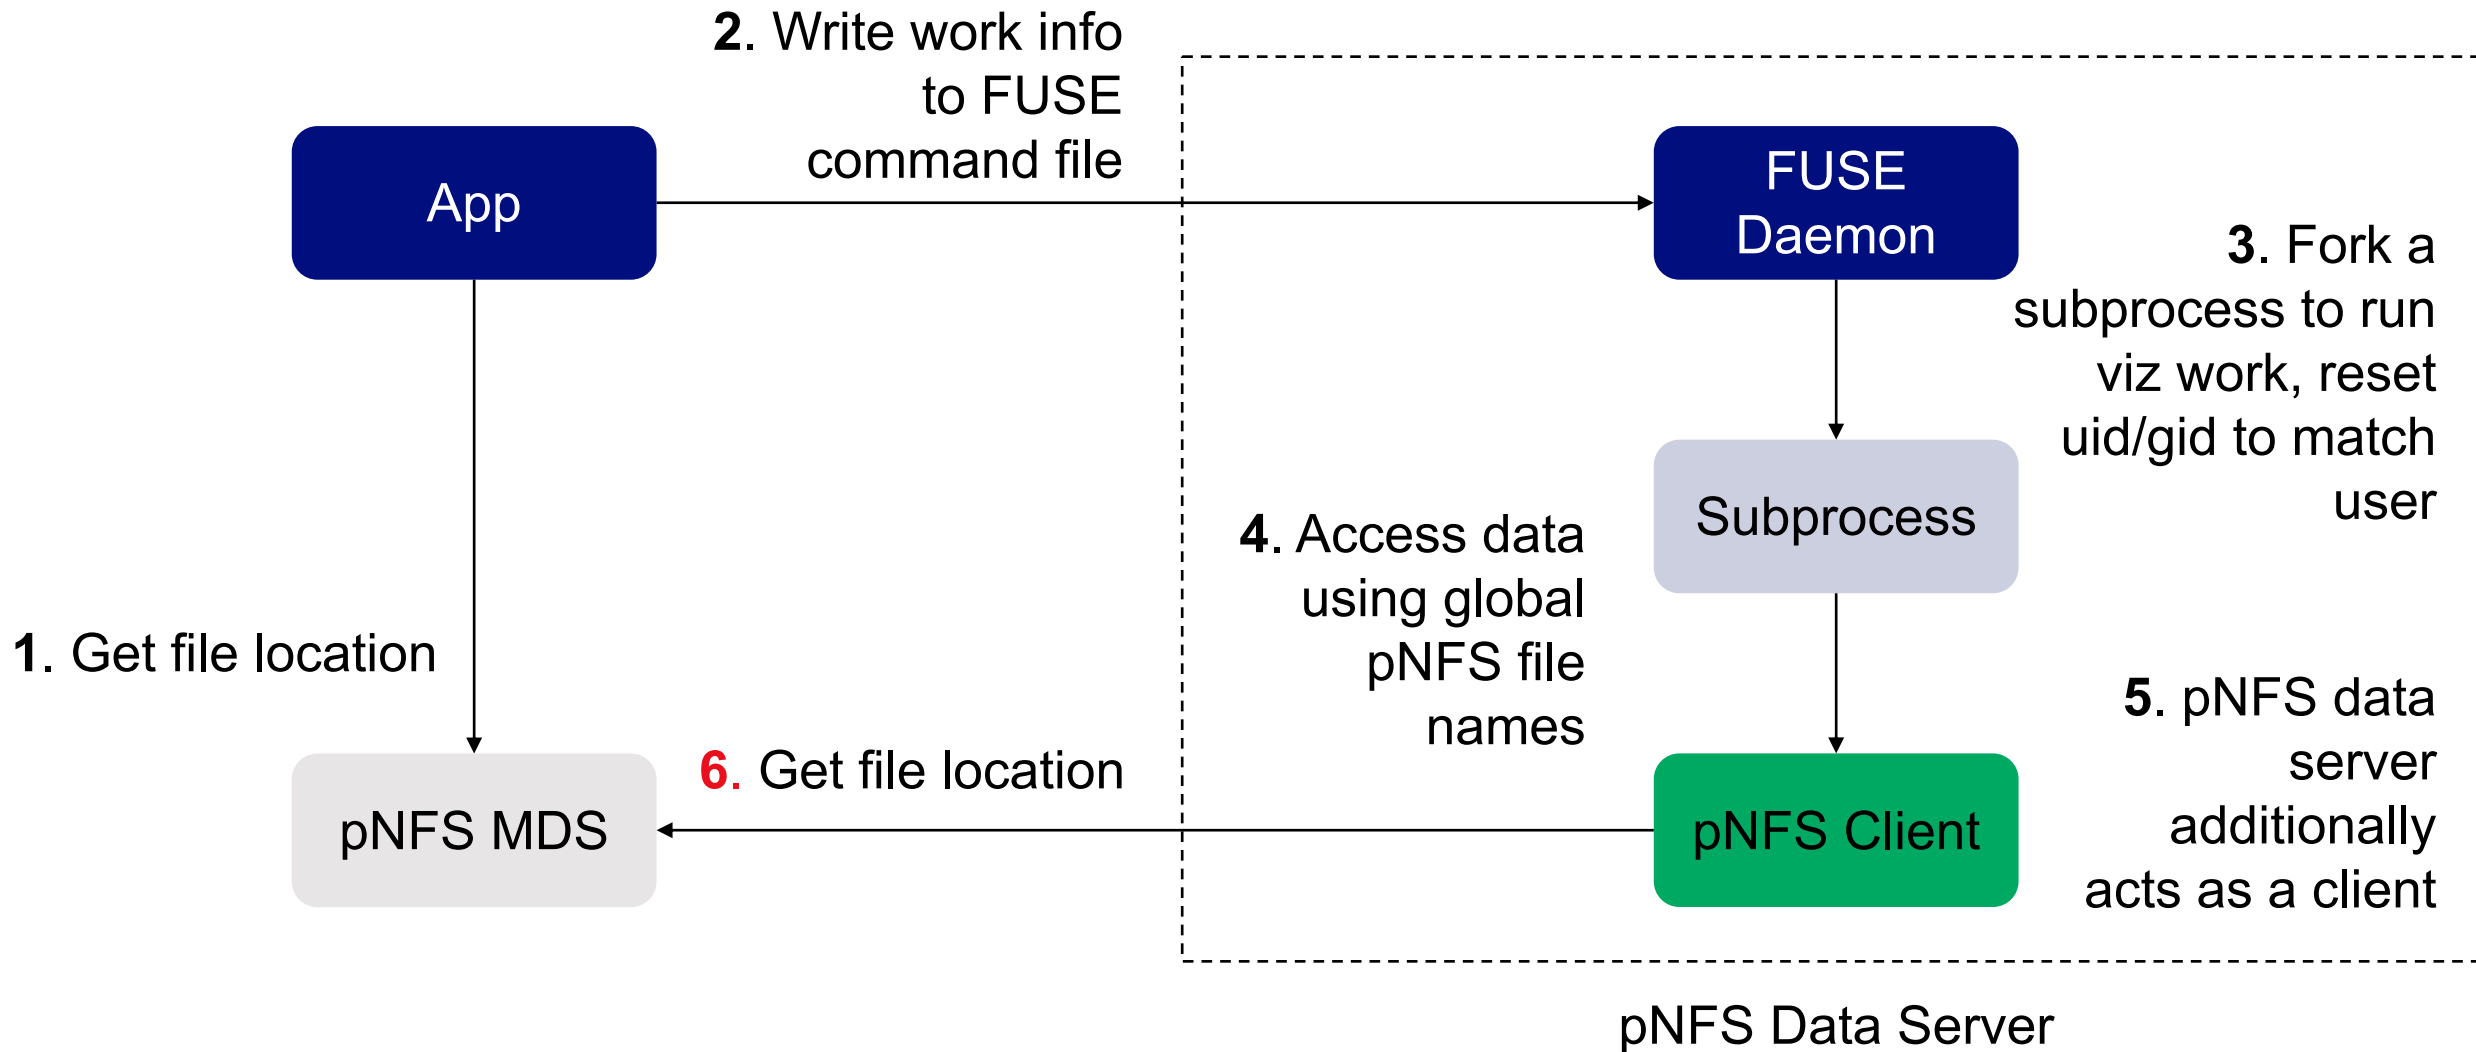 2. Write work info
to FUSE
command file
App
FUSE
Daemon
3. Fork a
subprocess to run
viz work, reset
uid/gid to match
user
Subprocess
4. Access data
using global
pNFS file
names
1. Get file location
5. pNFS data
server
additionally
acts as a client
6. Get file location
pNFS MDS
pNFS Client
pNFS Data Server